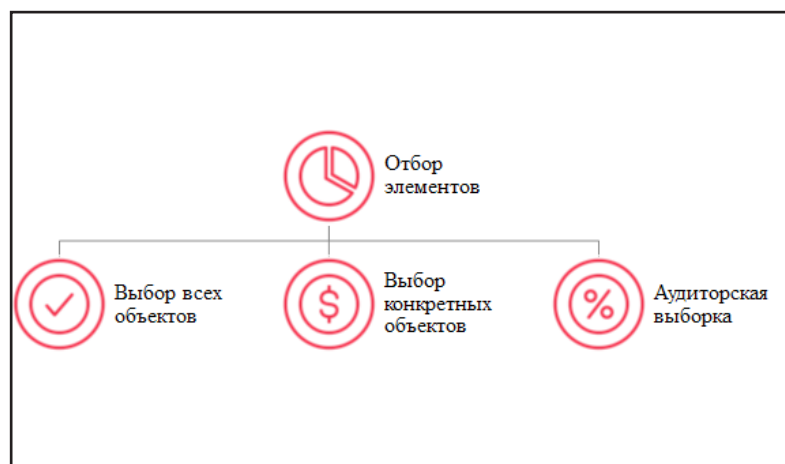 Отбор
элементов
Выбор всех
объектов
Выбор
конкретных
объектов
Аудиторская
выборка